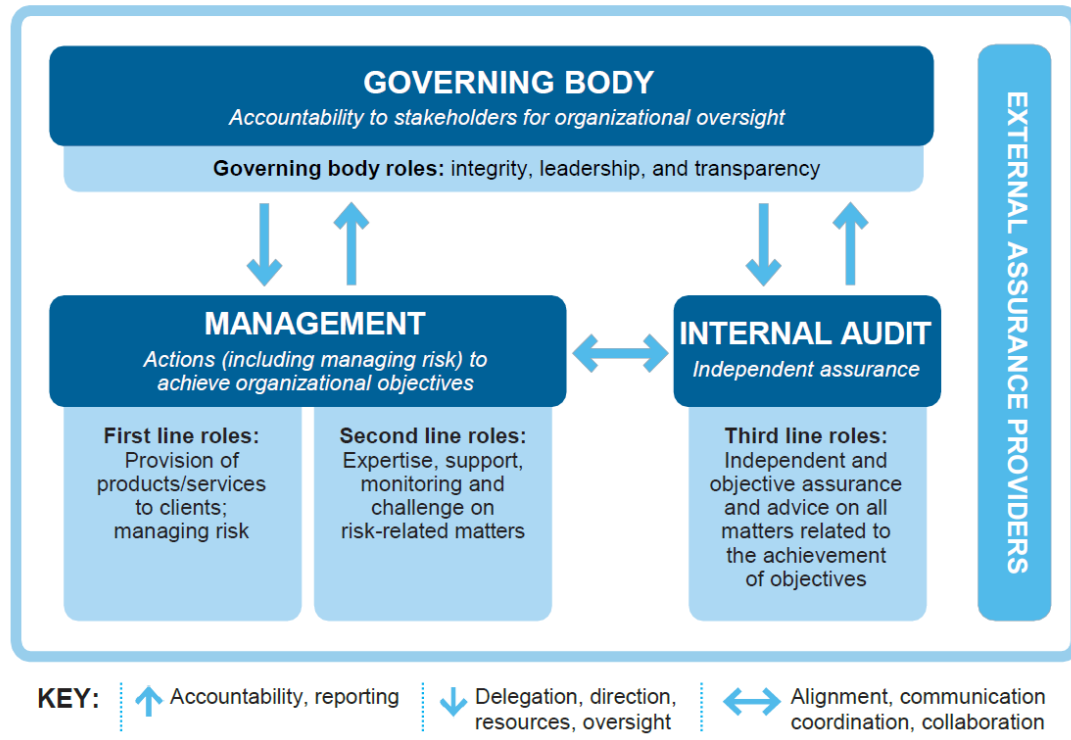 GOVERNING BODY
Accountability to stakeholders for organizational oversight
Governing body roles: integrity, leadership, and transparency
MANAGEMENT
Actions (including managing risk) to
achieve organizational objectives
First line roles:
Provision of
products/services
to clients;
managing risk
Second line roles:
Expertise, support,
monitoring and
challenge on
risk-related matters
INTERNAL AUDIT
Independent assurance
Third line roles:
Independent and
objective assurance
and advice on all
matters related to
the achievement
of objectives
EXTERNAL ASSURANCE PROVIDERS
KEY:
Accountability, reporting
Delegation, direction,
resources, oversight
Alignment, communication
coordination, collaboration